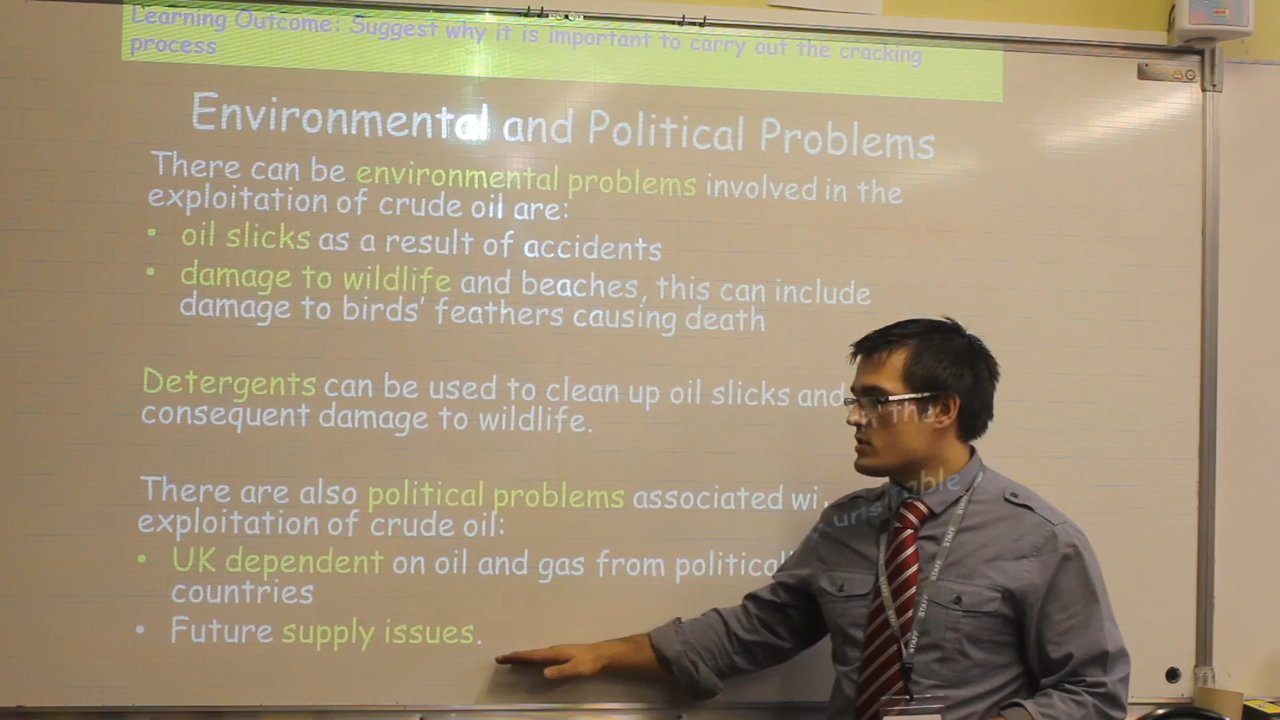 Learning Outcome: Suggest why it is important to carry out the cracking
process
Environmental and Political Problems
There can be environmental problems involved in the
exploitation of crude oil are:
• oil slicks as a result of accidents
• damage to wildlife and beaches, this can include
damage to birds' feathers causing death
Detergents can be used to clean up oil slicks and the
consequent damage to wildlife.
There are also political problems associated
exploitation of crude oil:
• UK dependent on oil and gas from
countries
• Future supply issues.
STAFF
STAFF
STAFF